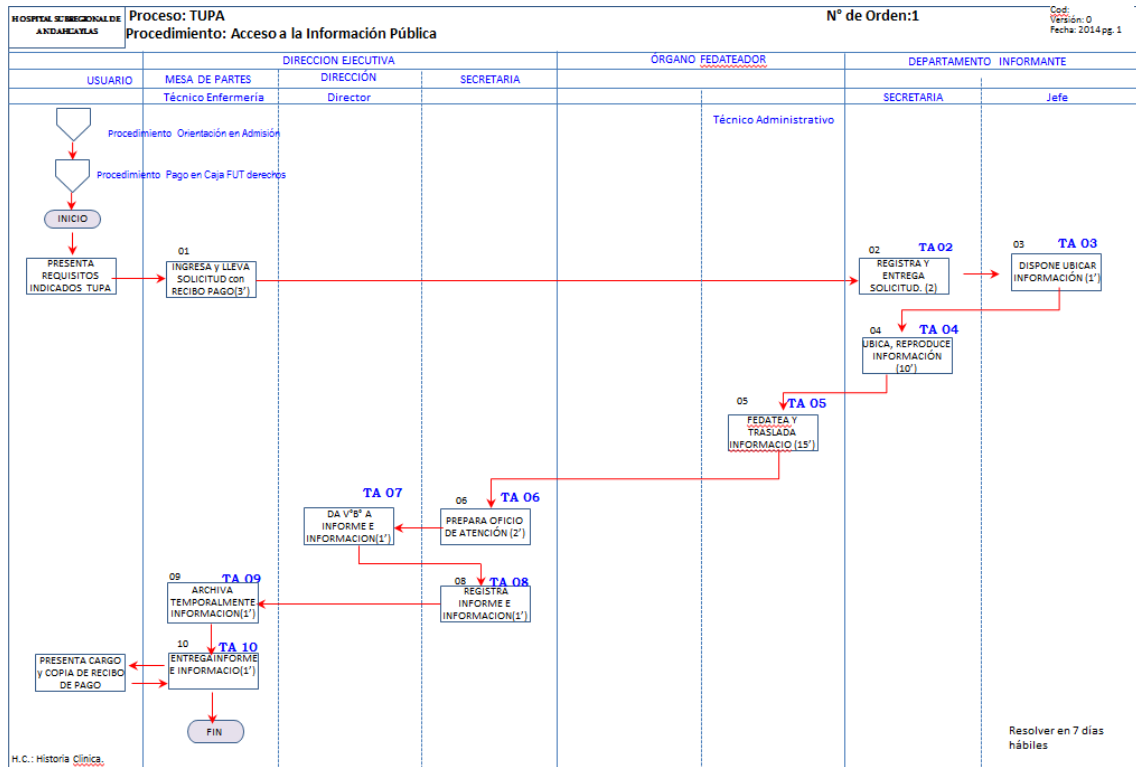 HOSPITAL SUBREGIONAL DE
ANDAHUAYLAS
Proceso: TUPA
Procedimiento: Acceso a la Información Pública
N° de Orden:1
Cod:
Versión: 0
Fecha: 2014 pg. 1
DIRECCION EJECUTIVA
ÓRGANO FEDATEADOR
DEPARTAMENTO INFORMANTE
USUARIO
MESA DE PARTES
DIRECCIÓN
SECRETARIA
Técnico Enfermería
Director
SECRETARIA
Jefe
Técnico Administrativo
Procedimiento Orientación en Admisión
Procedimiento Pago en Caja FUT derechos
INICIO
PRESENTA
REQUISITOS
INDICADOS TUPA
01
INGRESA y LLEVA
SOLICITUD con
RECIBO PAGO(3’)
02
TA 02
REGISTRA Y
ENTREGA
SOLICITUD. (2)
03
TA 03
DISPONE UBICAR
INFORMACIÓN (1’)
04
TA 04
UBICA, REPRODUCE
INFORMACIÓN
(10’)
05
TA 05
FEDATEA Y
TRASLADA
INFORMACIO (15’)
06
TA 06
PREPARA OFICIO
DE ATENCIÓN (2’)
TA 07
DA V°B° A
INFORME E
INFORMACION(1’)
08
TA 08
REGISTRA
INFORME E
INFORMACION(1’)
09
TA 09
ARCHIVA
TEMPORALMENTE
INFORMACION(1’)
10
TA 10
ENTREGAINFORME
E INFORMACIO(1’)
PRESENTA CARGO
y COPIA DE RECIBO
DE PAGO
FIN
Resolver en 7 días
hábiles
H.C.: Historia Clinica.